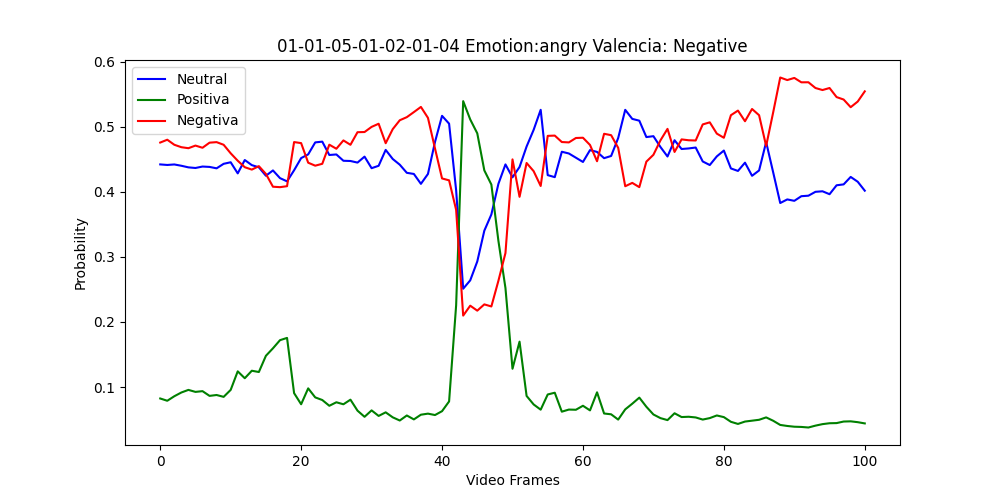 01-01-05-01-02-01-04 Emotion:angry Valencia: Negative
Neutral
Positiva
Negativa
0.6
0.5
0.4
0.3
0.2
0.1
Probability
0
20
40
60
80
100
Video Frames